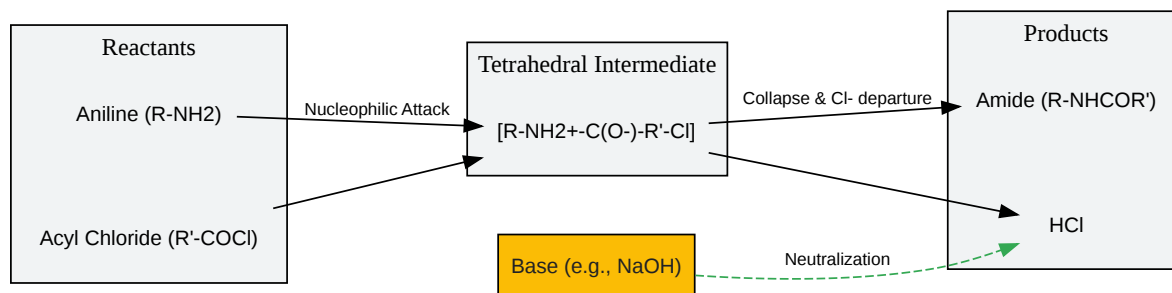 Reactants
Aniline (R-NH2)
Acyl Chloride (R'-COCl)
Nucleophilic Attack
Tetrahedral Intermediate
[R-NH2+-C(O-)-R'-Cl]
Collapse & Cl- departure
Products
Amide (R-NHCOR')
HCl
Base (e.g., NaOH)
Neutralization